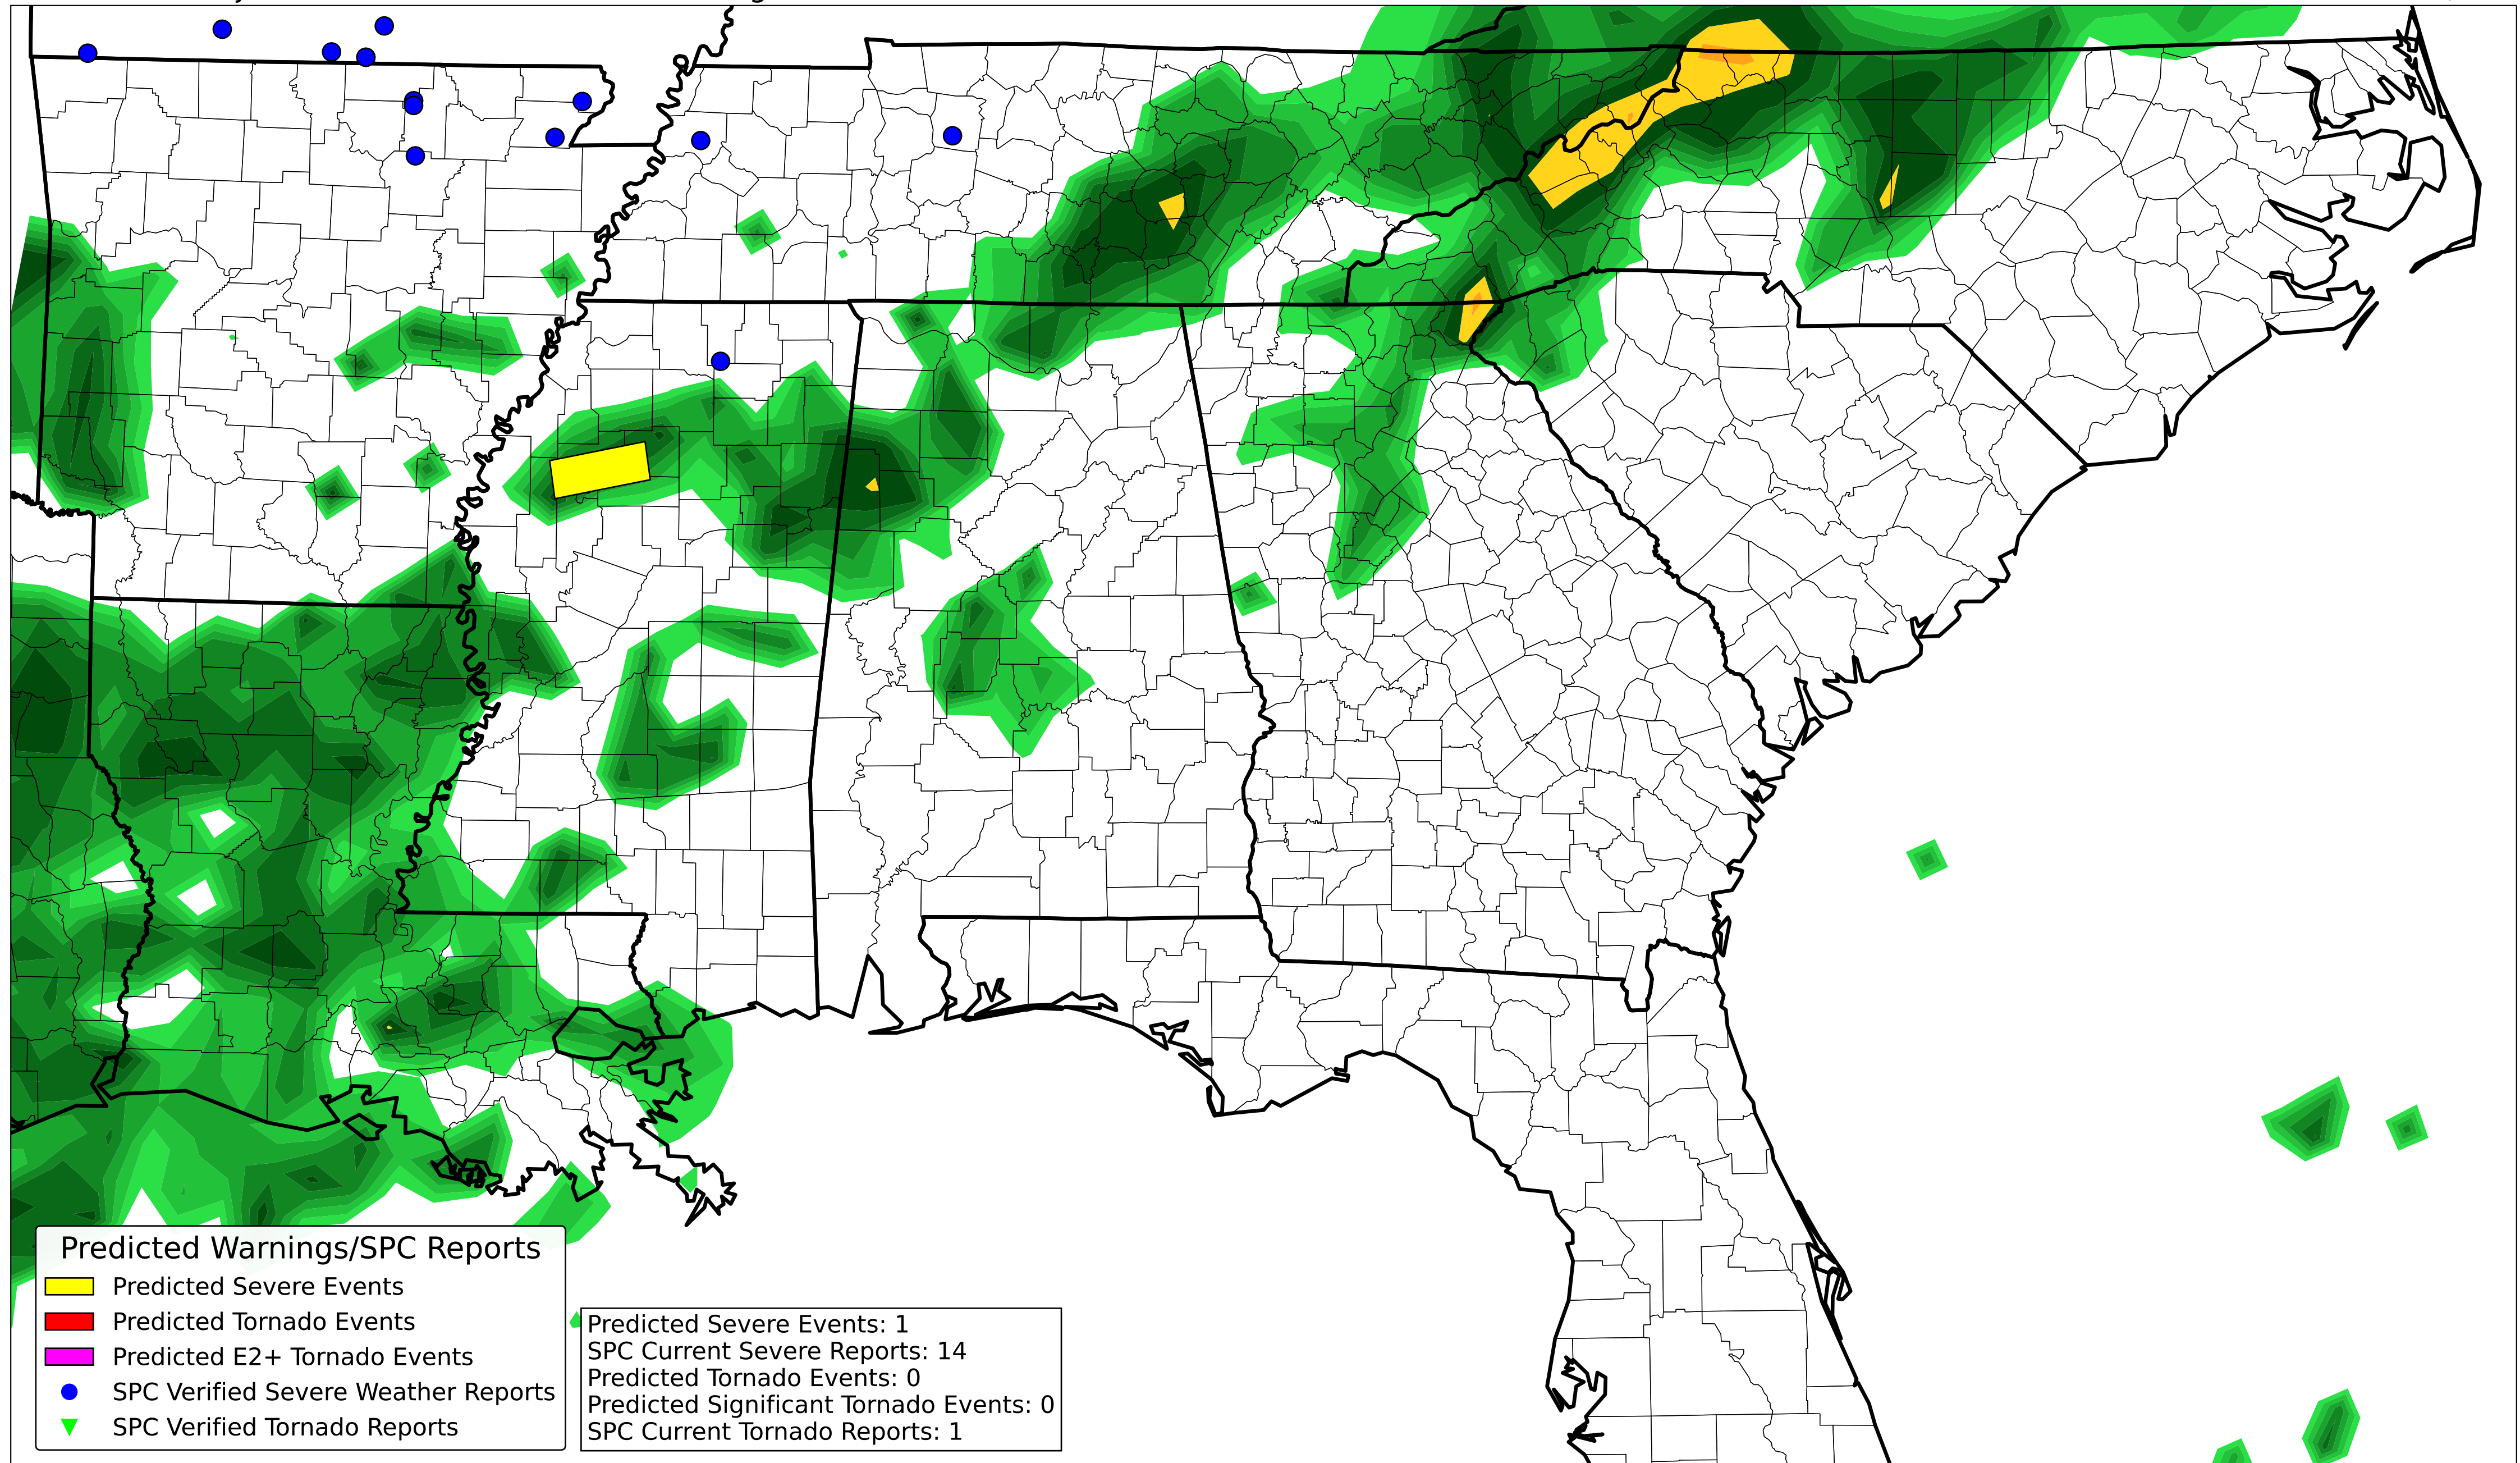 Predicted Warnings/SPC Reports
Predicted Severe Events
Predicted Tornado Events
Predicted E2+ Tornado Events
SPC Verified Severe Weather Reports
SPC Verified Tornado Reports
Predicted Severe Events: 1
SPC Current Severe Reports: 14
Predicted Tornado Events: 0
Predicted Significant Tornado Events: 0
SPC Current Tornado Reports: 1